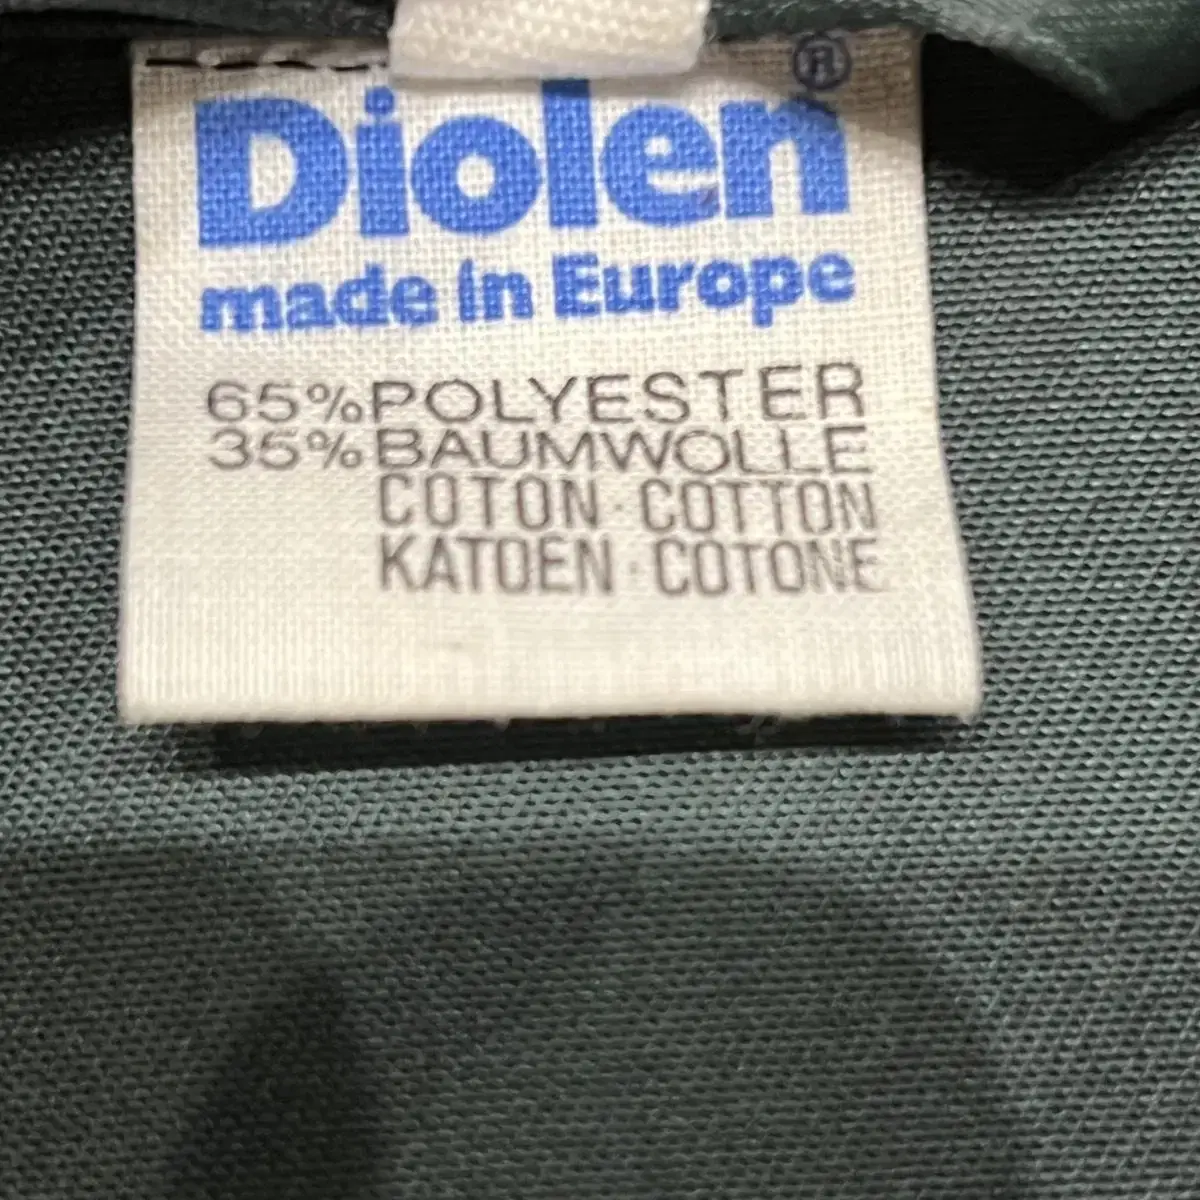 Diolen®
made in Europe
65% POLYESTER
35% BAUMWOLLE
COTON · COTTON
KATOEN · COTONE